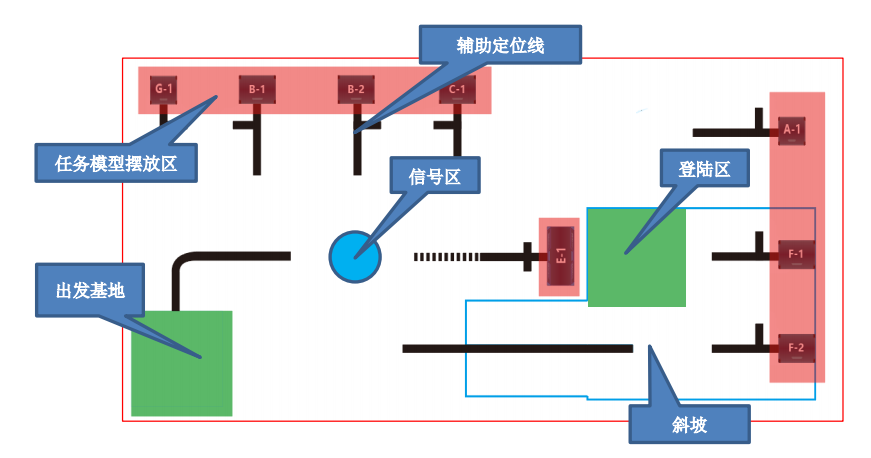 辅助定位线
G-1
B-1
B-2
C-1
A-1
任务模型摆放区
信号区
登陆区
E-1
F-1
出发基地
F-2
斜坡